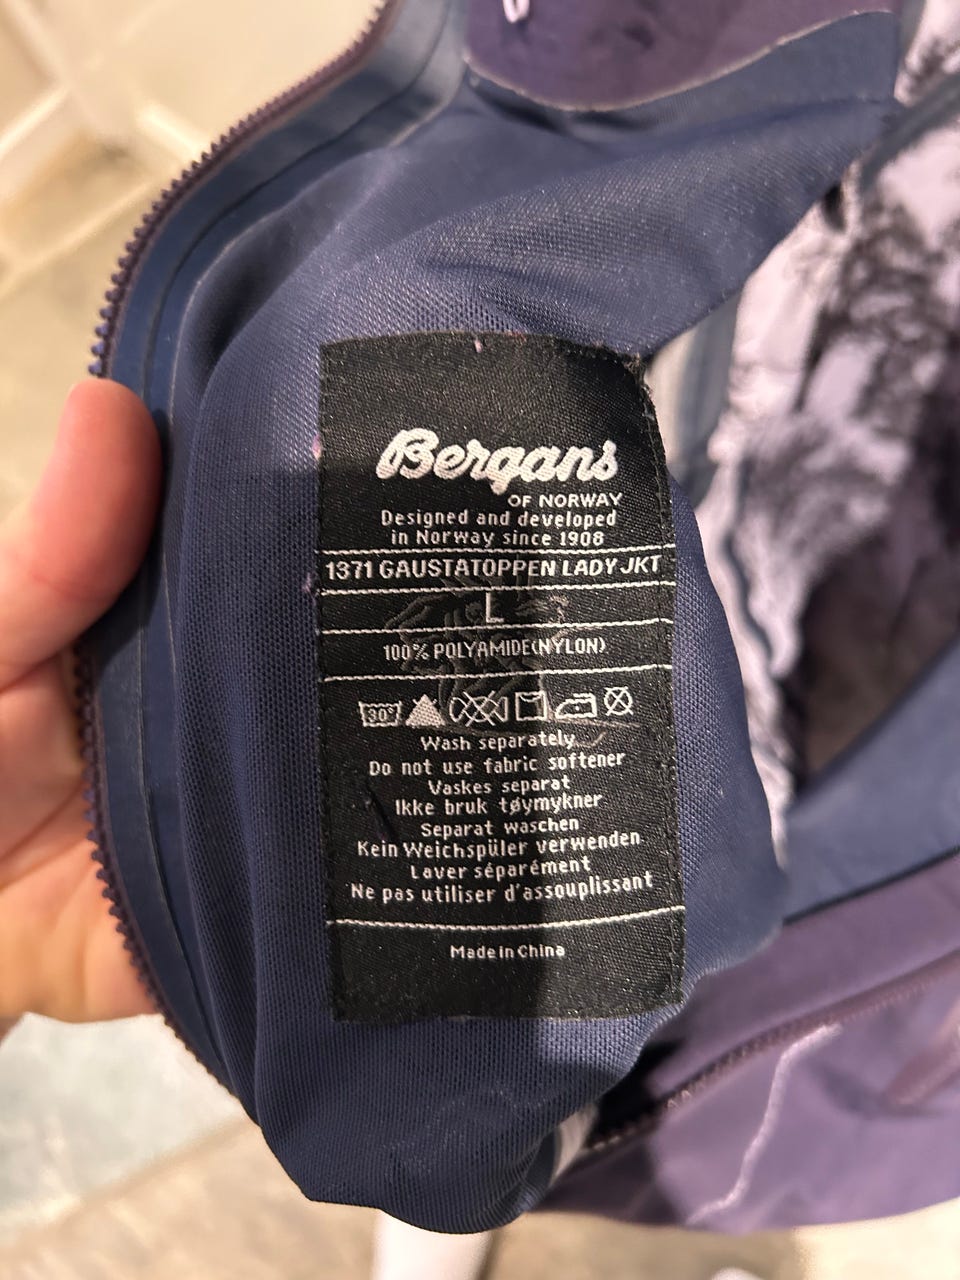 Bergans
OF NORWAY
Designed and developed
in Norway since 1908
1371 GAUSTATOPPEN LADY JKT
L
100% POLYAMIDE(NYLON)
30°
Wash separately
Do not use fabric softener
Vaskes separat
Ikke bruk tøymykner
Separat waschen
Kein Weichspüler verwenden
Laver séparément
Ne pas utiliser d'assouplissant
Made in China